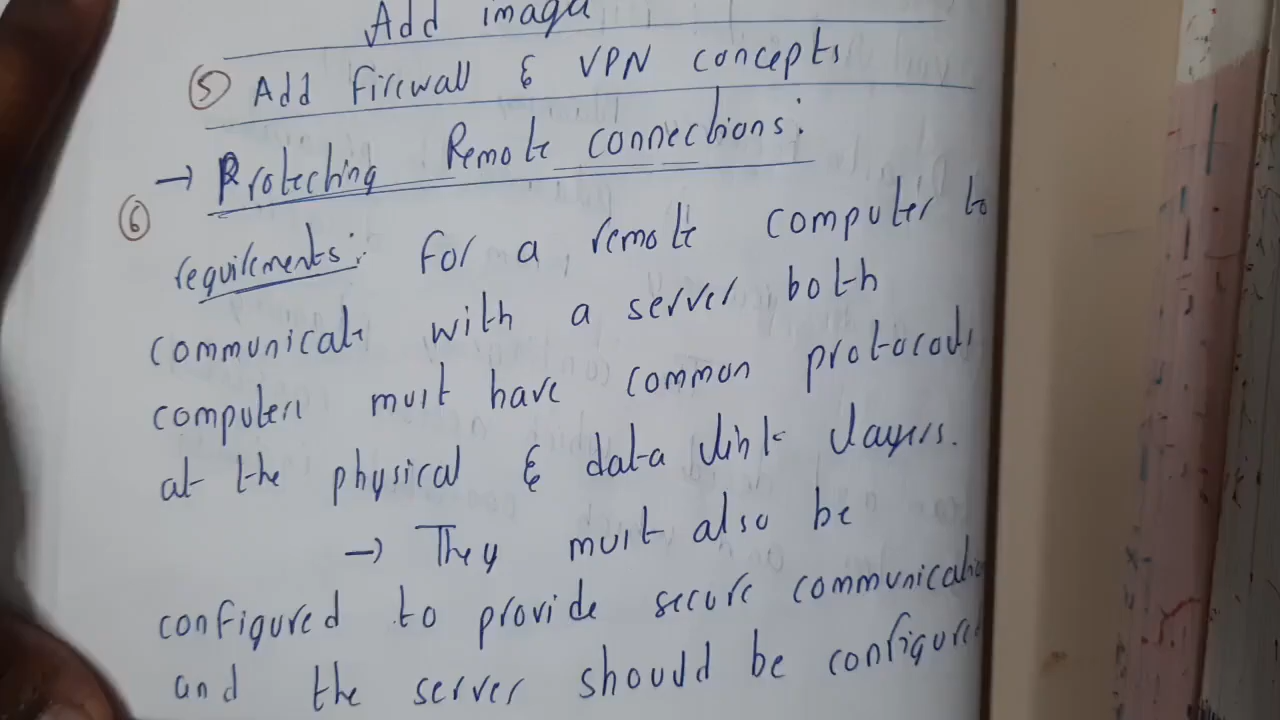 Add image
⑤ Add firewall & VPN concepts
→ Protecting Remote connections:
⑥
requirements: For a remote computer to
communicate with a server both
computers must have common protocols
at the physical & data link layers.
→ They must also be
configured to provide secure communication
and the server should be configured